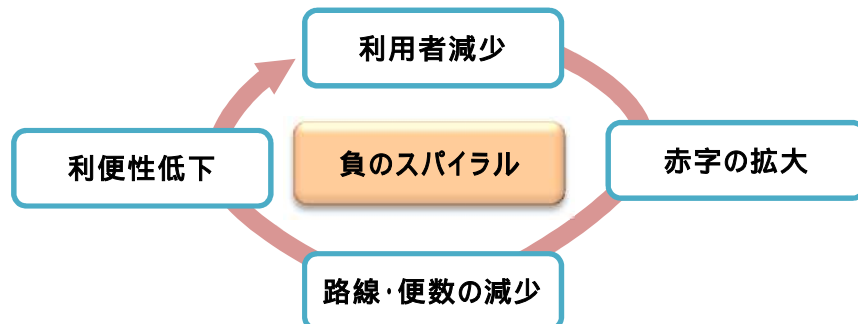 利用者減少
利便性低下
負のスパイラル
赤字の拡大
路線・便数の減少